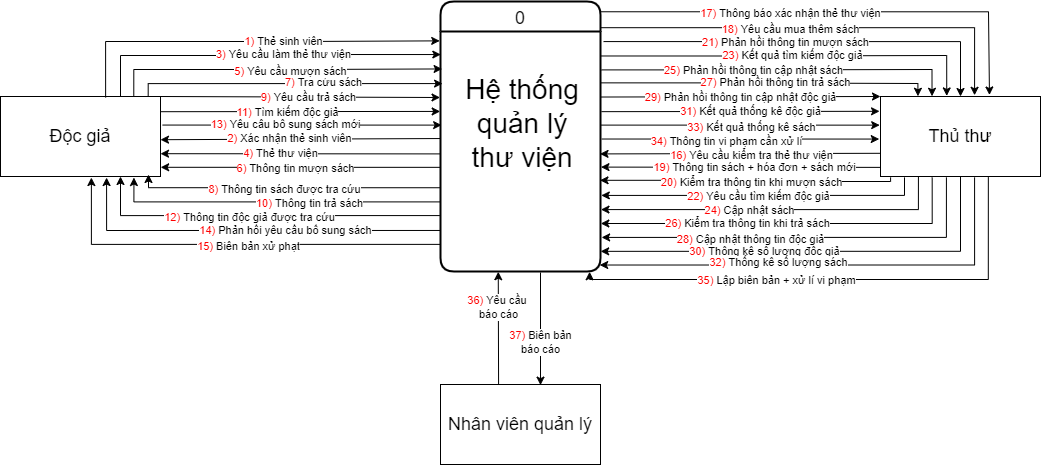 0
Hệ thống
quản lý
thư viện
Độc giả
Thủ thư
Nhân viên quản lý
1) Thẻ sinh viên
3) Yêu cầu làm thẻ thư viện
5) Yêu cầu mượn sách
7) Tra cứu sách
9) Yêu cầu trả sách
11) Tìm kiếm độc giả
13) Yêu cầu bổ sung sách mới
2) Xác nhận thẻ sinh viên
4) Thẻ thư viện
6) Thông tin mượn sách
8) Thông tin sách được tra cứu
10) Thông tin trả sách
12) Thông tin độc giả được tra cứu
14) Phản hồi yêu cầu bổ sung sách
15) Biên bản xử phạt
17) Thông báo xác nhận thẻ thư viện
18) Yêu cầu mua thêm sách
21) Phản hồi thông tin mượn sách
23) Kết quả tìm kiếm độc giả
25) Phản hồi thông tin cập nhật sách
27) Phản hồi thông tin trả sách
29) Phản hồi thông tin cập nhật độc giả
31) Kết quả thống kê độc giả
33) Kết quả thống kê sách
34) Thông tin vi phạm cần xử lí
16) Yêu cầu kiểm tra thẻ thư viện
19) Thông tin sách + hóa đơn + sách mới
20) Kiểm tra thông tin khi mượn sách
22) Yêu cầu tìm kiếm độc giả
24) Cập nhật sách
26) Kiểm tra thông tin khi trả sách
28) Cập nhật thông tin độc giả
30) Thống kê số lượng độc giả
32) Thống kê số lượng sách
35) Lập biên bản + xử lí vi phạm
36) Yêu cầu
báo cáo
37) Biên bản
báo cáo